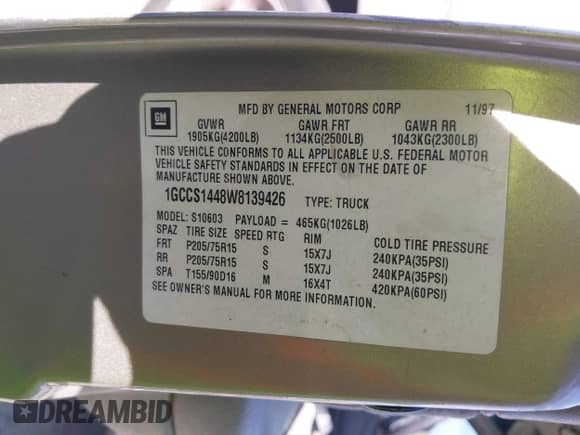 MFD BY GENERAL MOTORS CORP 11/97
GM
GVWR GAWR FRT GAWR RR
1905KG(4200LB) 1134KG(2500LB) 1043KG(2300LB)
THIS VEHICLE CONFORMS TO ALL APPLICABLE U.S. FEDERAL MOTOR
VEHICLE SAFETY STANDARDS IN EFFECT ON THE DATE OF
MANUFACTURE SHOWN ABOVE.
1GCCS1448W8139426 TYPE: TRUCK
MODEL: S10603 PAYLOAD = 465KG(1026LB)
SPAZ TIRE SIZE SPEED RTG RIM COLD TIRE PRESSURE
FRT P205/75R15 S 15X7J 240KPA(35PSI)
RR P205/75R15 S 15X7J 240KPA(35PSI)
SPA T155/90D16 M 16X4T 420KPA(60PSI)
SEE OWNER'S MANUAL FOR MORE INFORMATION.
DREAMBID